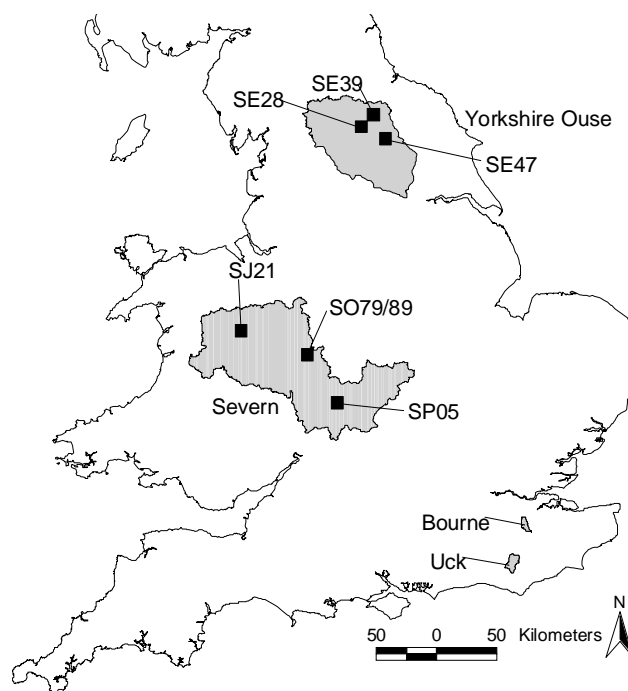 SE39
SE28
Yorkshire Ouse
SE47
SJ21
SO79/89
Severn
SP05
Bourne
Uck
N
50 0 50 Kilometers